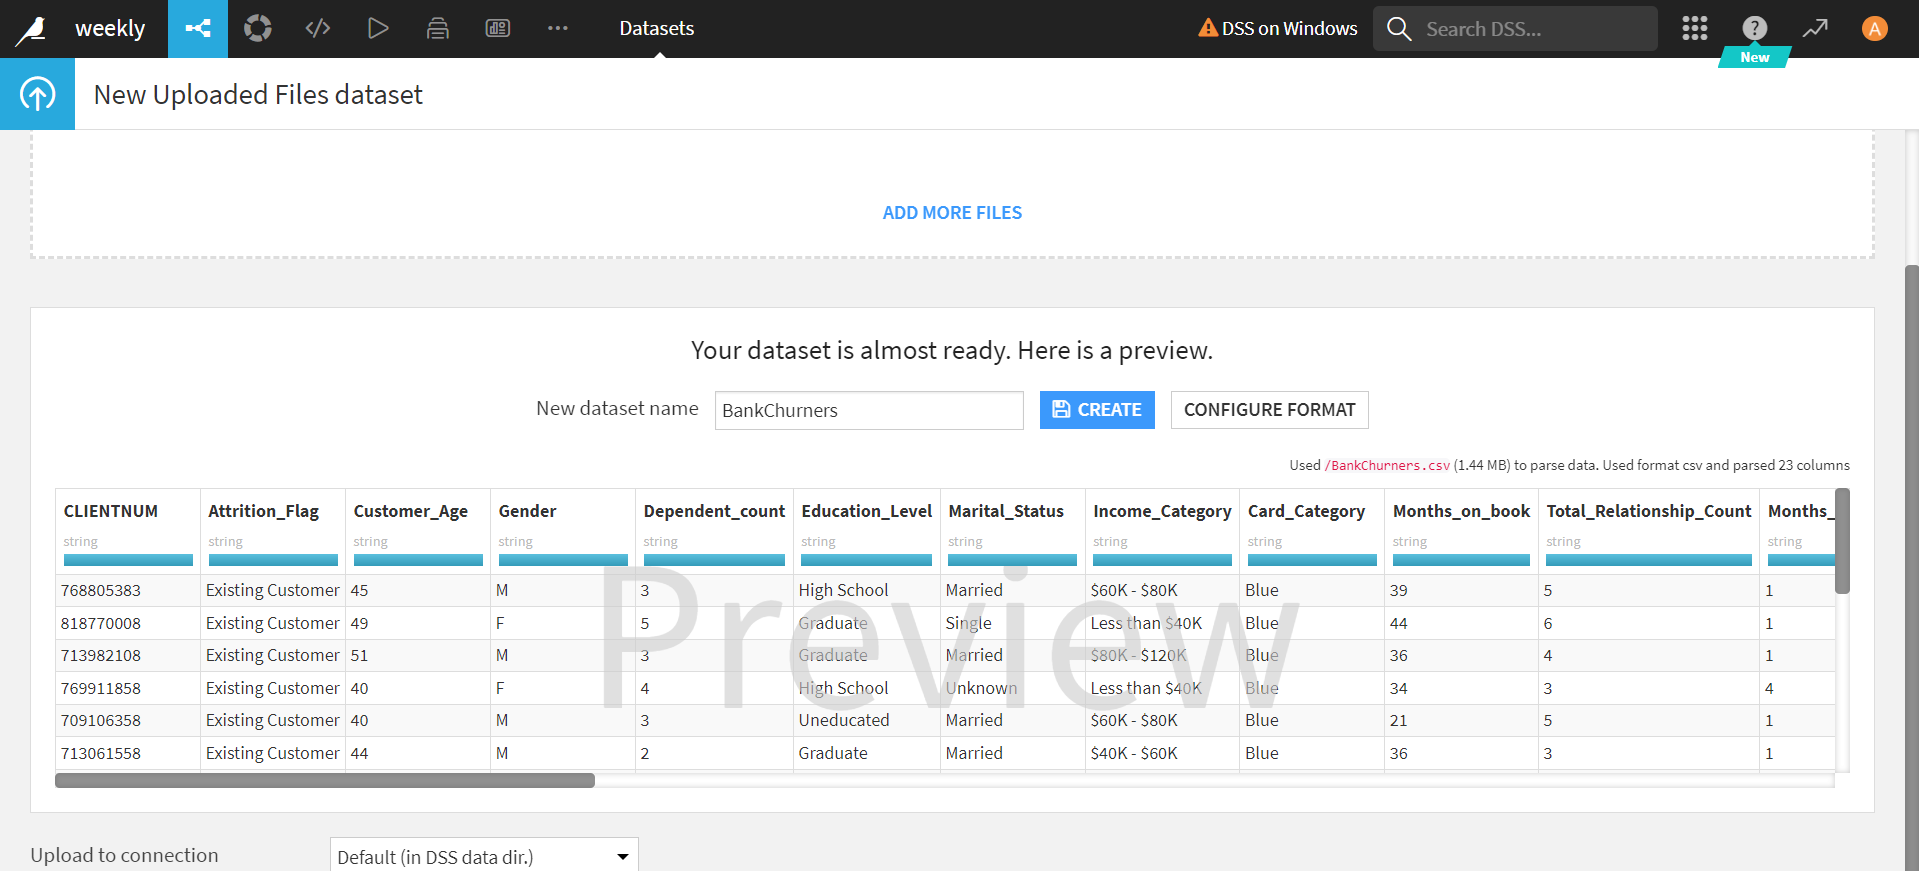 weekly Datasets DSS on Windows Search DSS... ? A
New
New Uploaded Files dataset
ADD MORE FILES
Your dataset is almost ready. Here is a preview.
New dataset name BankChurners CREATE CONFIGURE FORMAT
Used /BankChurners.csv (1.44 MB) to parse data. Used format csv and parsed 23 columns
CLIENTNUM Attrition_Flag Customer_Age Gender Dependent_count Education_Level Marital_Status Income_Category Card_Category Months_on_book Total_Relationship_Count Months_
string string string string string string string string string string string string
768805383 Existing Customer 45 M 3 High School Married $60K - $80K Blue 39 5 1
818770008 Existing Customer 49 F 5 Graduate Single Less than $40K Blue 44 6 1
713982108 Existing Customer 51 M 3 Graduate Married $80K - $120K Blue 36 4 1
769911858 Existing Customer 40 F 4 High School Unknown Less than $40K Blue 34 3 4
709106358 Existing Customer 40 M 3 Uneducated Married $60K - $80K Blue 21 5 1
713061558 Existing Customer 44 M 2 Graduate Married $40K - $60K Blue 36 3 1
Preview
Upload to connection Default (in DSS data dir.)